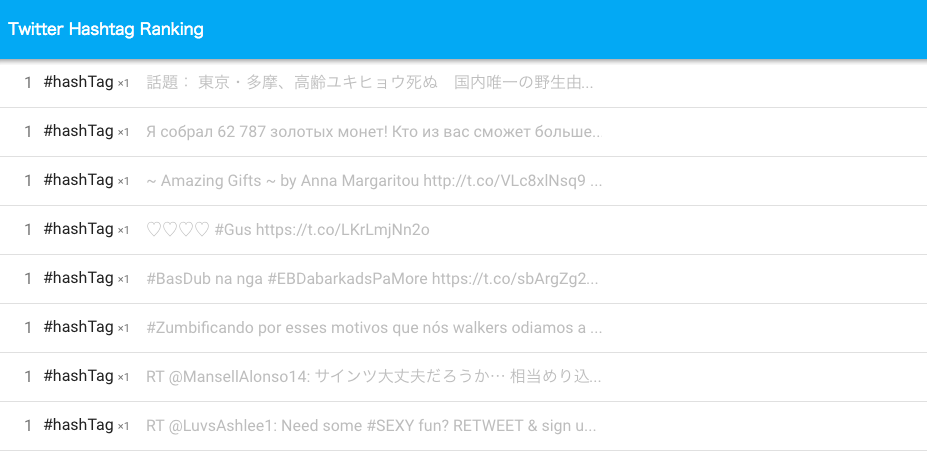 Twitter Hashtag Ranking
1 #hashTag ×1 話題： 東京・多摩、高齢ユキヒョウ死ぬ　国内唯一の野生由...
1 #hashTag ×1 Я собрал 62 787 золотых монет! Кто из вас сможет больше..
1 #hashTag ×1 ~ Amazing Gifts ~ by Anna Margaritou http://t.co/VLc8xlNsq9 ...
1 #hashTag ×1 ♡♡♡♡ #Gus https://t.co/LKrLmjNn2o
1 #hashTag ×1 #BasDub na nga #EBDabarkadsPaMore https://t.co/sbArgZg2...
1 #hashTag ×1 #Zumbificando por esses motivos que nós walkers odiamos a ...
1 #hashTag ×1 RT @MansellAlonso14: サインツ大丈夫だろうか… 相当めり込...
1 #hashTag ×1 RT @LuvsAshlee1: Need some #SEXY fun? RETWEET & sign u...